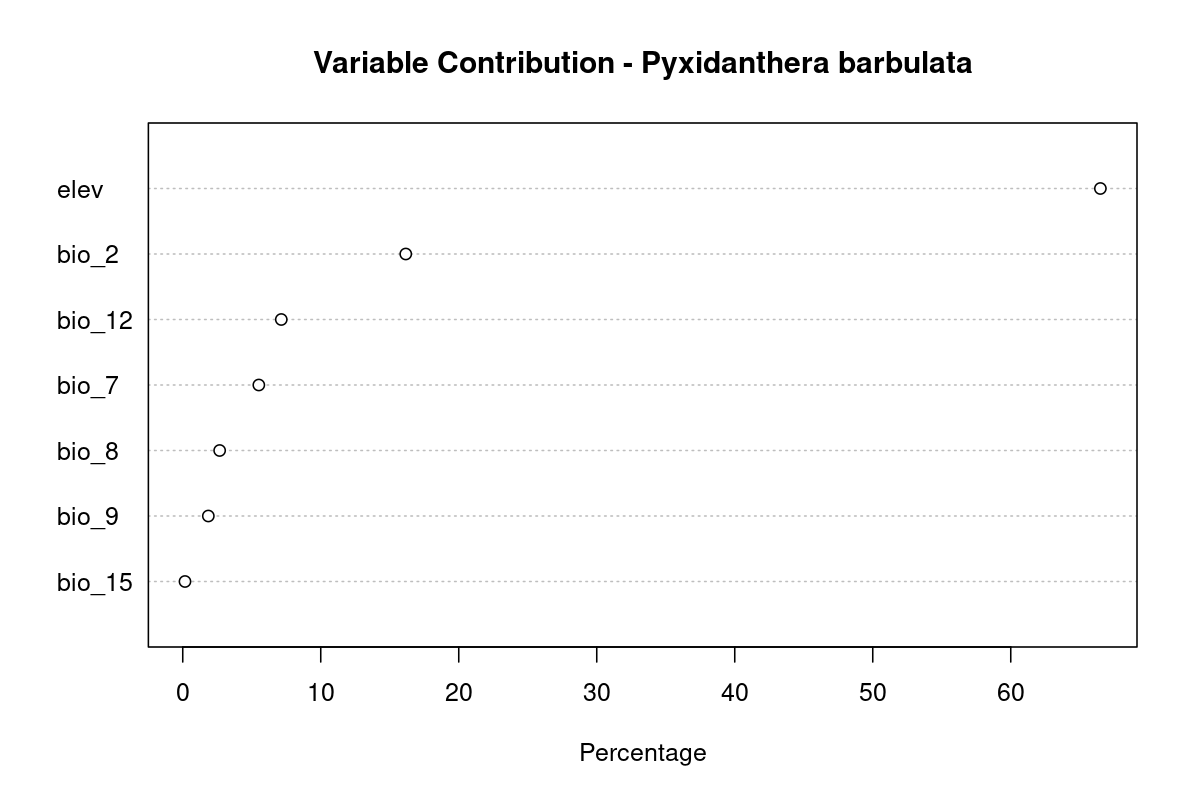 Variable Contribution - Pyxidanthera barbulata
elev
bio_2
bio_12
bio_7
bio_8
bio_9
bio_15
0 10 20 30 40 50 60
Percentage